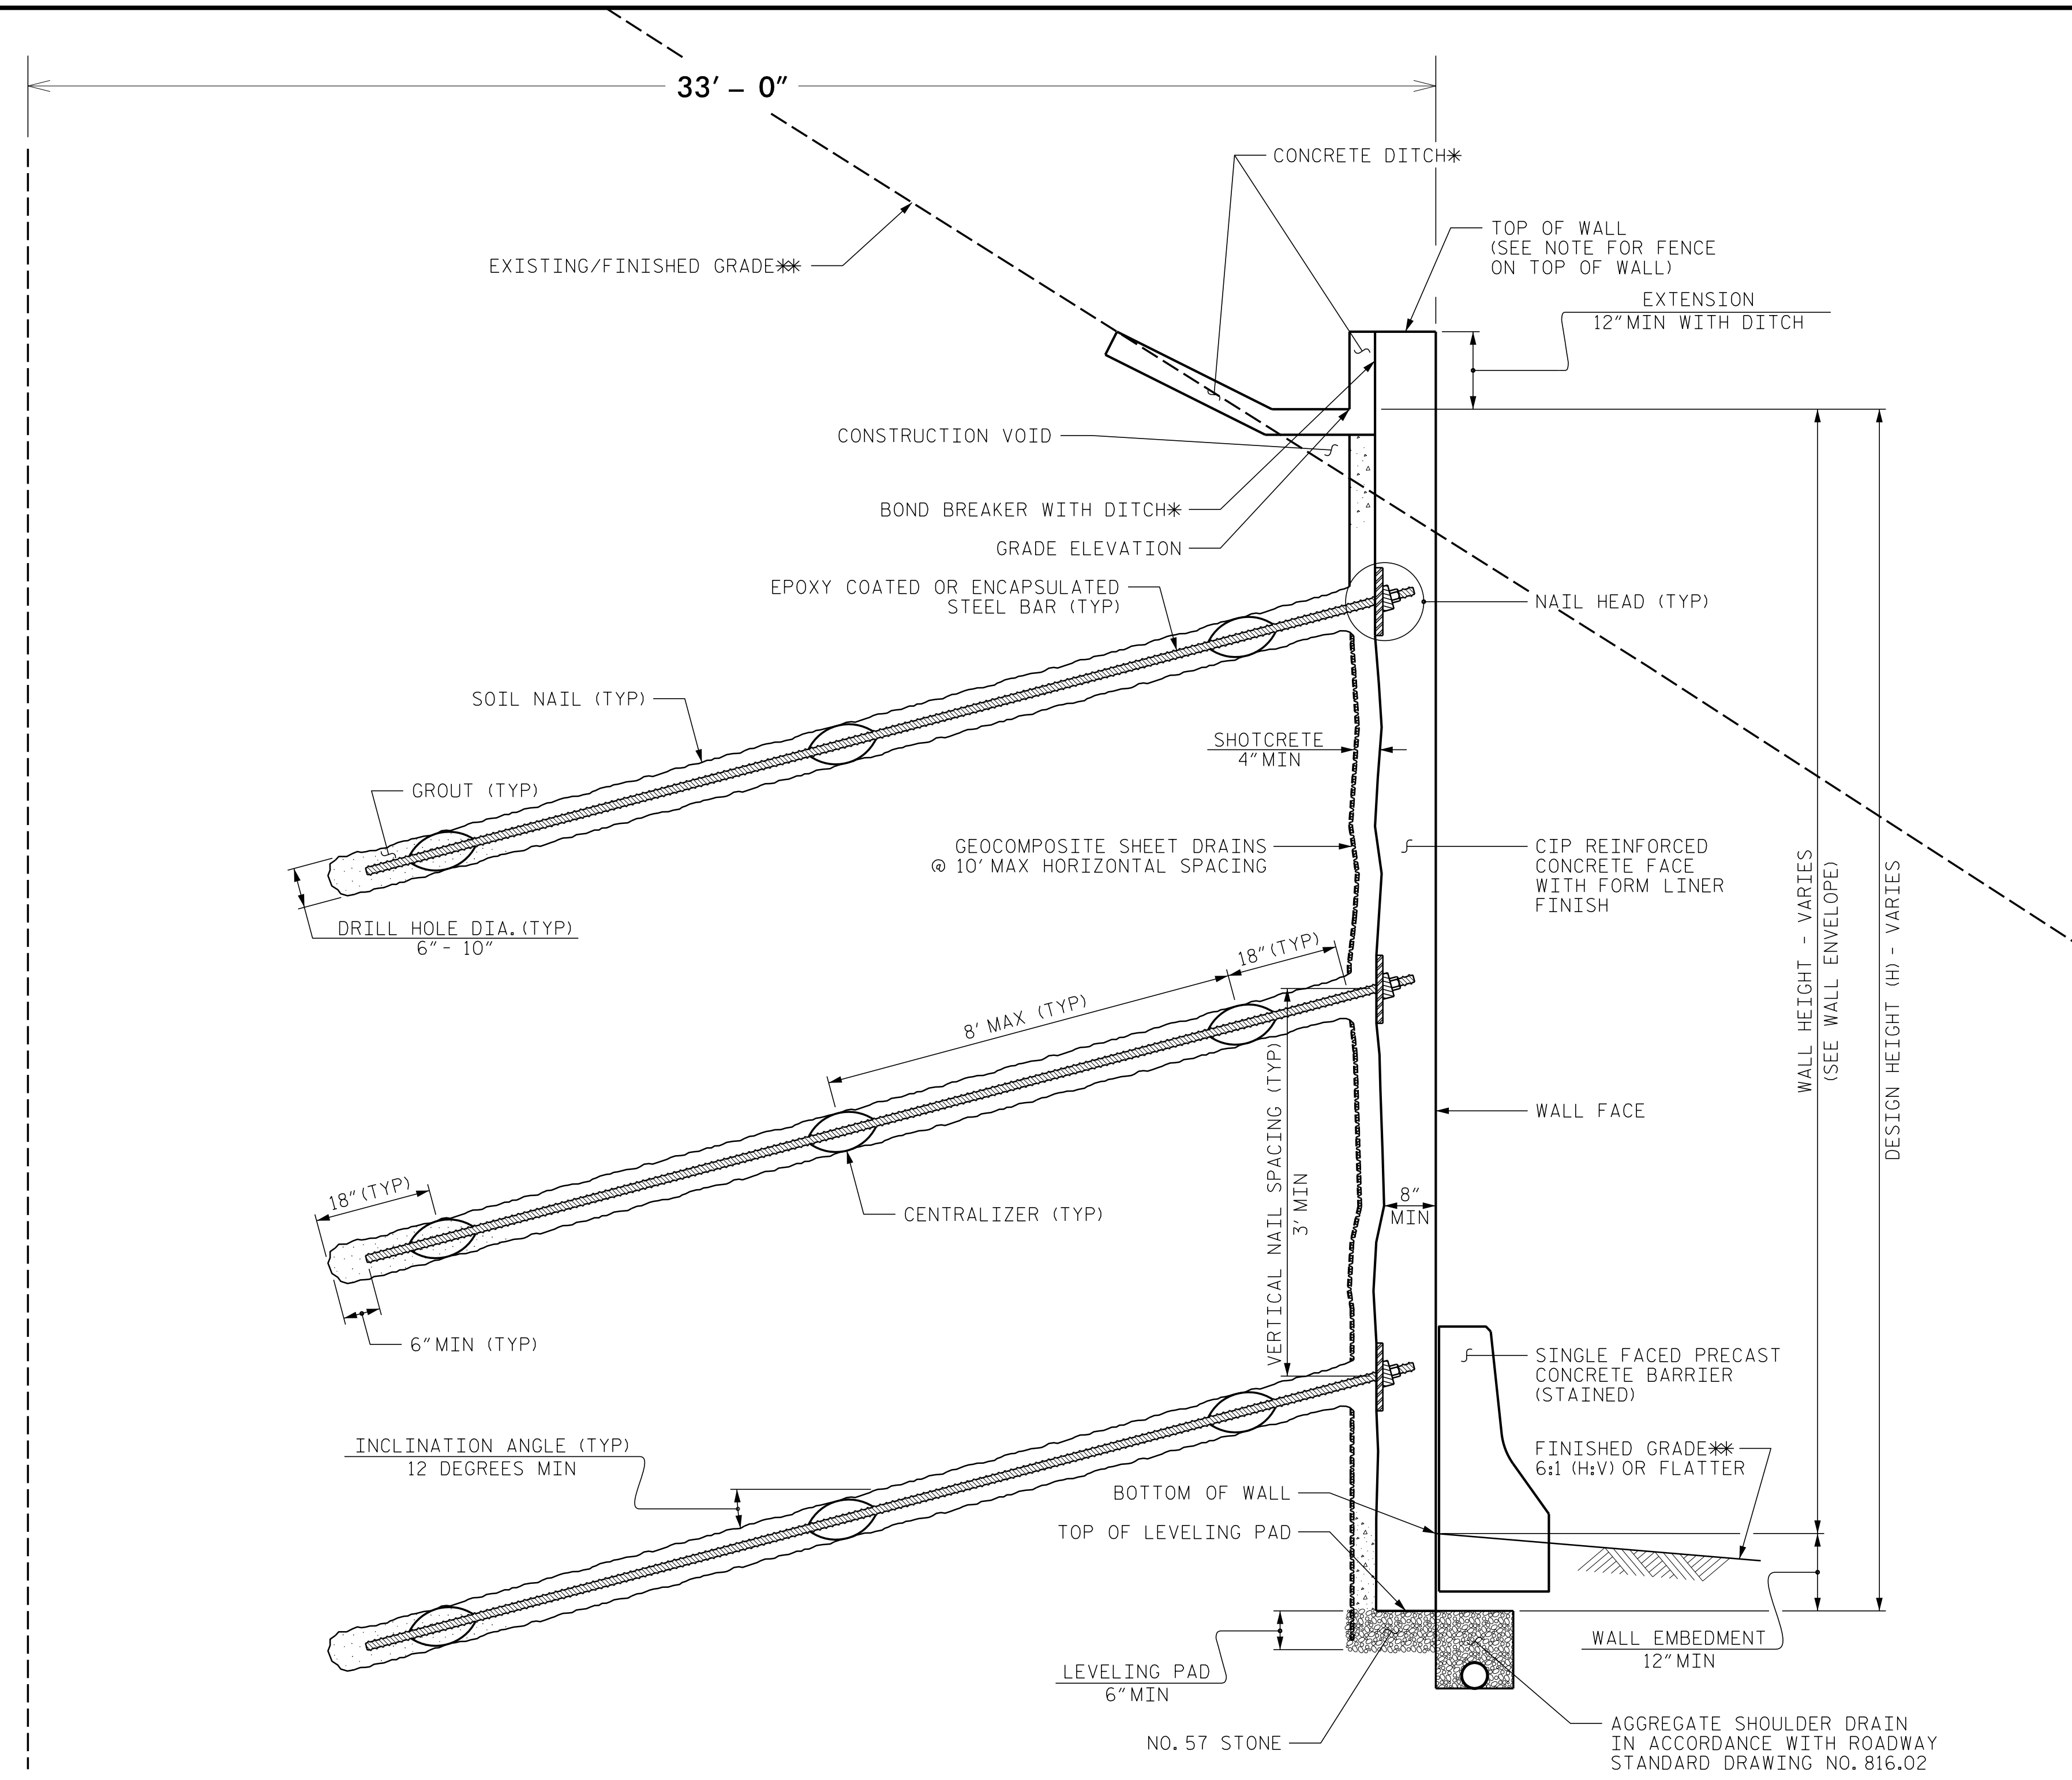 33' – 0"
CONCRETE DITCH*
TOP OF WALL
(SEE NOTE FOR FENCE
ON TOP OF WALL)
EXISTING/FINISHED GRADE**
EXTENSION
12" MIN WITH DITCH
CONSTRUCTION VOID
BOND BREAKER WITH DITCH*
GRADE ELEVATION
EPOXY COATED OR ENCAPSULATED
STEEL BAR (TYP)
NAIL HEAD (TYP)
SOIL NAIL (TYP)
SHOTCRETE
4" MIN
GROUT (TYP)
GEOCOMPOSITE SHEET DRAINS
@ 10' MAX HORIZONTAL SPACING
CIP REINFORCED
CONCRETE FACE
WITH FORM LINER
FINISH
DRILL HOLE DIA. (TYP)
6" - 10"
WALL HEIGHT - VARIES
(SEE WALL ENVELOPE)
DESIGN HEIGHT (H) - VARIES
18" (TYP)
8' MAX (TYP)
WALL FACE
VERTICAL NAIL SPACING (TYP)
3' MIN
18" (TYP)
CENTRALIZER (TYP)
8"
MIN
6" MIN (TYP)
SINGLE FACED PRECAST
CONCRETE BARRIER
(STAINED)
INCLINATION ANGLE (TYP)
12 DEGREES MIN
FINISHED GRADE**
6:1 (H:V) OR FLATTER
BOTTOM OF WALL
TOP OF LEVELING PAD
WALL EMBEDMENT
12" MIN
LEVELING PAD
6" MIN
NO. 57 STONE
AGGREGATE SHOULDER DRAIN
IN ACCORDANCE WITH ROADWAY
STANDARD DRAWING NO. 816.02